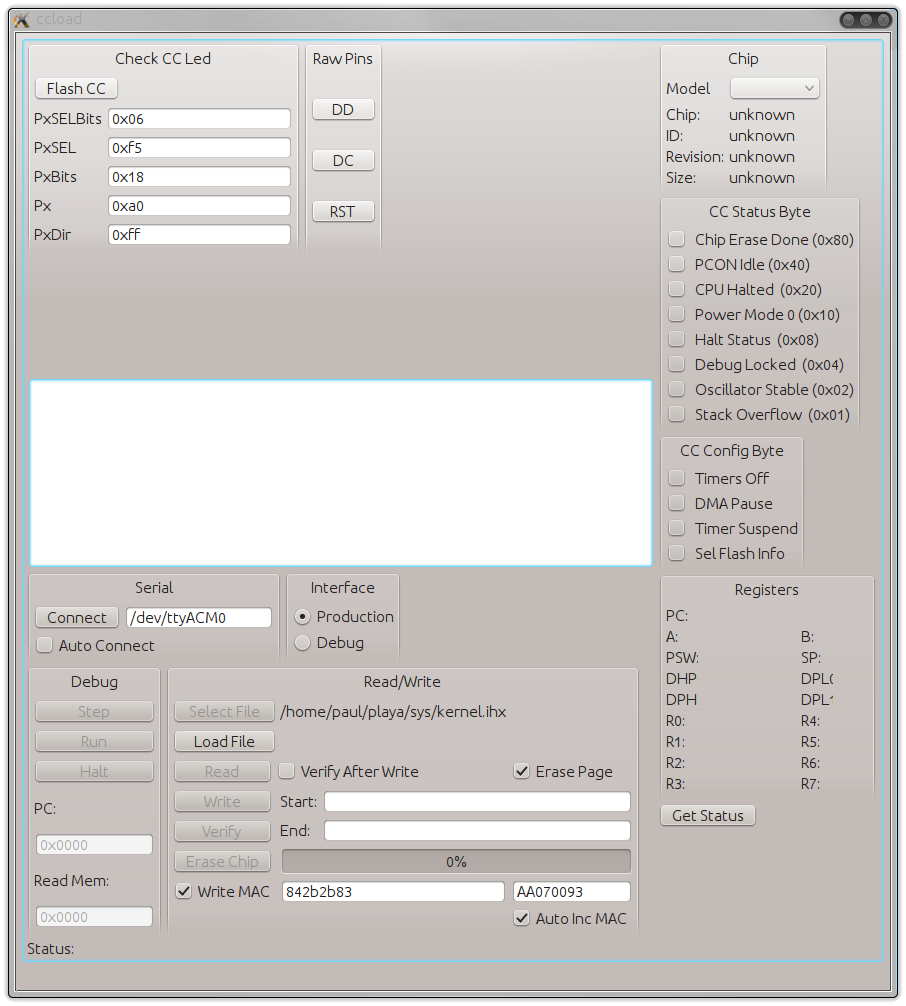 ccload
Check CC Led
Flash CC
PxSELBits 0x06
PxSEL 0xf5
PxBits 0x18
Px 0xa0
PxDir 0xff
Raw Pins
DD
DC
RST
Chip
Model
Chip: unknown
ID: unknown
Revision: unknown
Size: unknown
CC Status Byte
Chip Erase Done (0x80)
PCON Idle (0x40)
CPU Halted (0x20)
Power Mode 0 (0x10)
Halt Status (0x08)
Debug Locked (0x04)
Oscillator Stable (0x02)
Stack Overflow (0x01)
CC Config Byte
Timers Off
DMA Pause
Timer Suspend
Sel Flash Info
Serial
Connect /dev/ttyACM0
Auto Connect
Interface
Production
Debug
Registers
PC:
A: B:
PSW: SP:
DHP DPL0
DPH DPL1
R0: R4:
R1: R5:
R2: R6:
R3: R7:
Get Status
Debug
Step
Run
Halt
PC:
0x0000
Read Mem:
0x0000
Read/Write
Select File /home/paul/playa/sys/kernel.ihx
Load File
Read Verify After Write Erase Page
Write Start:
Verify End:
Erase Chip 0%
Write MAC 842b2b83 AA070093
Auto Inc MAC
Status: